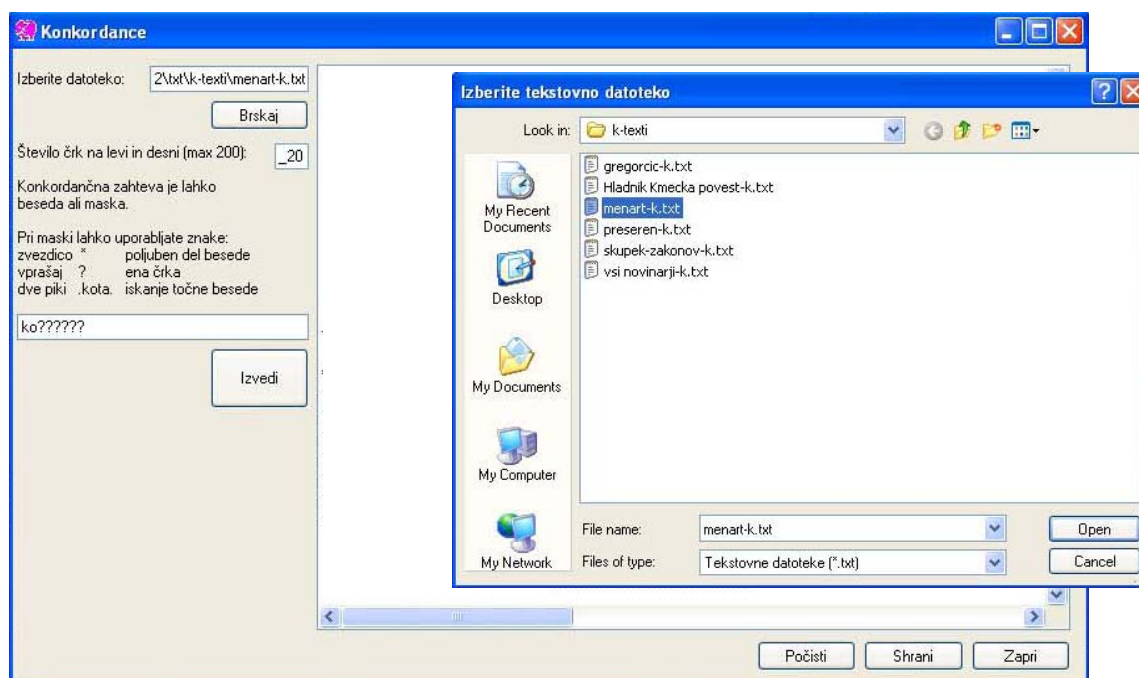 Konkordance
Izberite datoteko: 2\txt\k-texti\menart-k.txt
Brskaj
Število črk na levi in desni (max 200): _20
Konkordančna zahteva je lahko
beseda ali maska.
Pri maski lahko uporabljate znake:
zvezdico * poljuben del besede
vprašaj ? ena črka
dve piki .kota. iskanje točne besede
ko??????
Izvedi
Izberite tekstovno datoteko
Look in: k-texti
My Recent
Documents
Desktop
My Documents
My Computer
My Network
gregorcic-k.txt
Hladnik Kmecka povest-k.txt
menart-k.txt
preseren-k.txt
skupek-zakonov-k.txt
vsi novinarji-k.txt
File name: menart-k.txt Open
Files of type: Tekstovne datoteke (*.txt) Cancel
Počisti Shrani Zapri